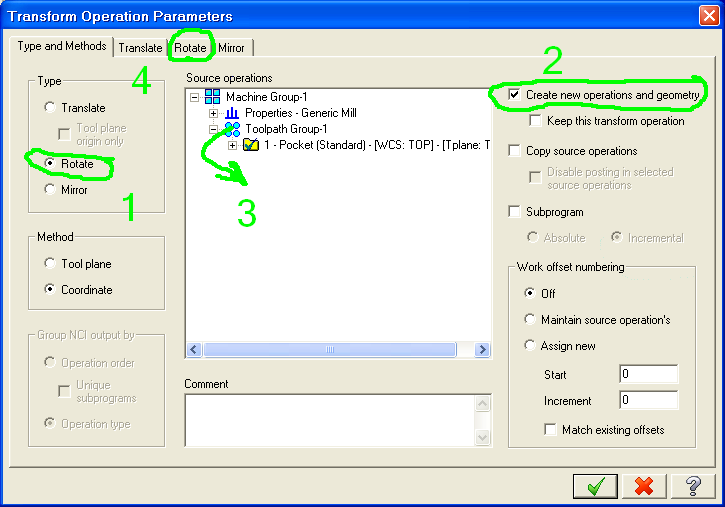 Transform Operation Parameters
Type and Methods Translate Rotate Mirror
Type
Translate
Tool plane
origin only
Rotate
Mirror
Method
Tool plane
Coordinate
Group NCI output by
Operation order
Unique
subprograms
Operation type
4
1
Source operations
Machine Group-1
Properties - Generic Mill
Toolpath Group-1
1 - Pocket (Standard) - [WCS: TOP] - [Tplane: T
3
Comment
2
Create new operations and geometry
Keep this transform operation
Copy source operations
Disable posting in selected
source operations
Subprogram
Absolute Incremental
Work offset numbering
Off
Maintain source operation's
Assign new
Start 0
Increment 0
Match existing offsets